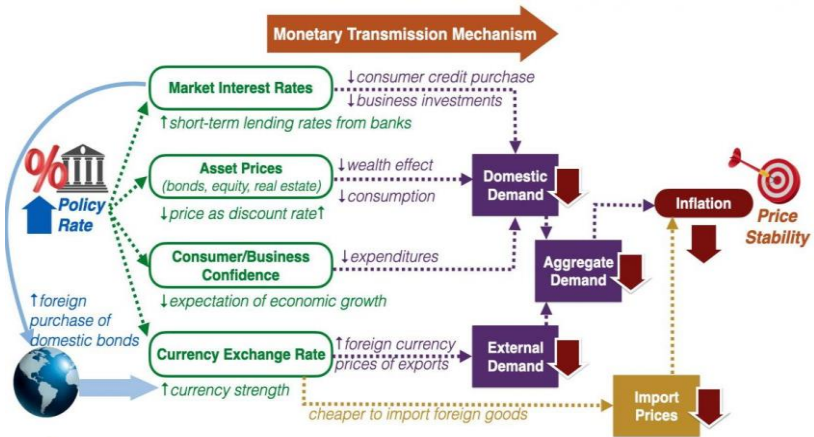 Monetary Transmission Mechanism
Market Interest Rates
↑short-term lending rates from banks
↓consumer credit purchase
↓business investments
%
Policy
Rate
Asset Prices
(bonds, equity, real estate)
↓price as discount rate↑
↓wealth effect
↓consumption
Domestic
Demand
Inflation
Price
Stability
Consumer/Business
Confidence
↓expectation of economic growth
↓expenditures
Aggregate
Demand
↑foreign
purchase of
domestic bonds
Currency Exchange Rate
↑currency strength
↑foreign currency
prices of exports
External
Demand
cheaper to import foreign goods
Import
Prices